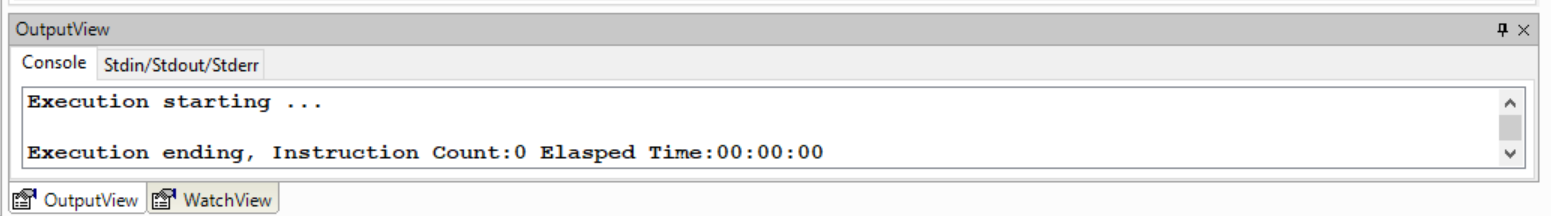 OutputView
Console Stdin/Stdout/Stderr
Execution starting ...
Execution ending, Instruction Count:0 Elasped Time:00:00:00
OutputView WatchView